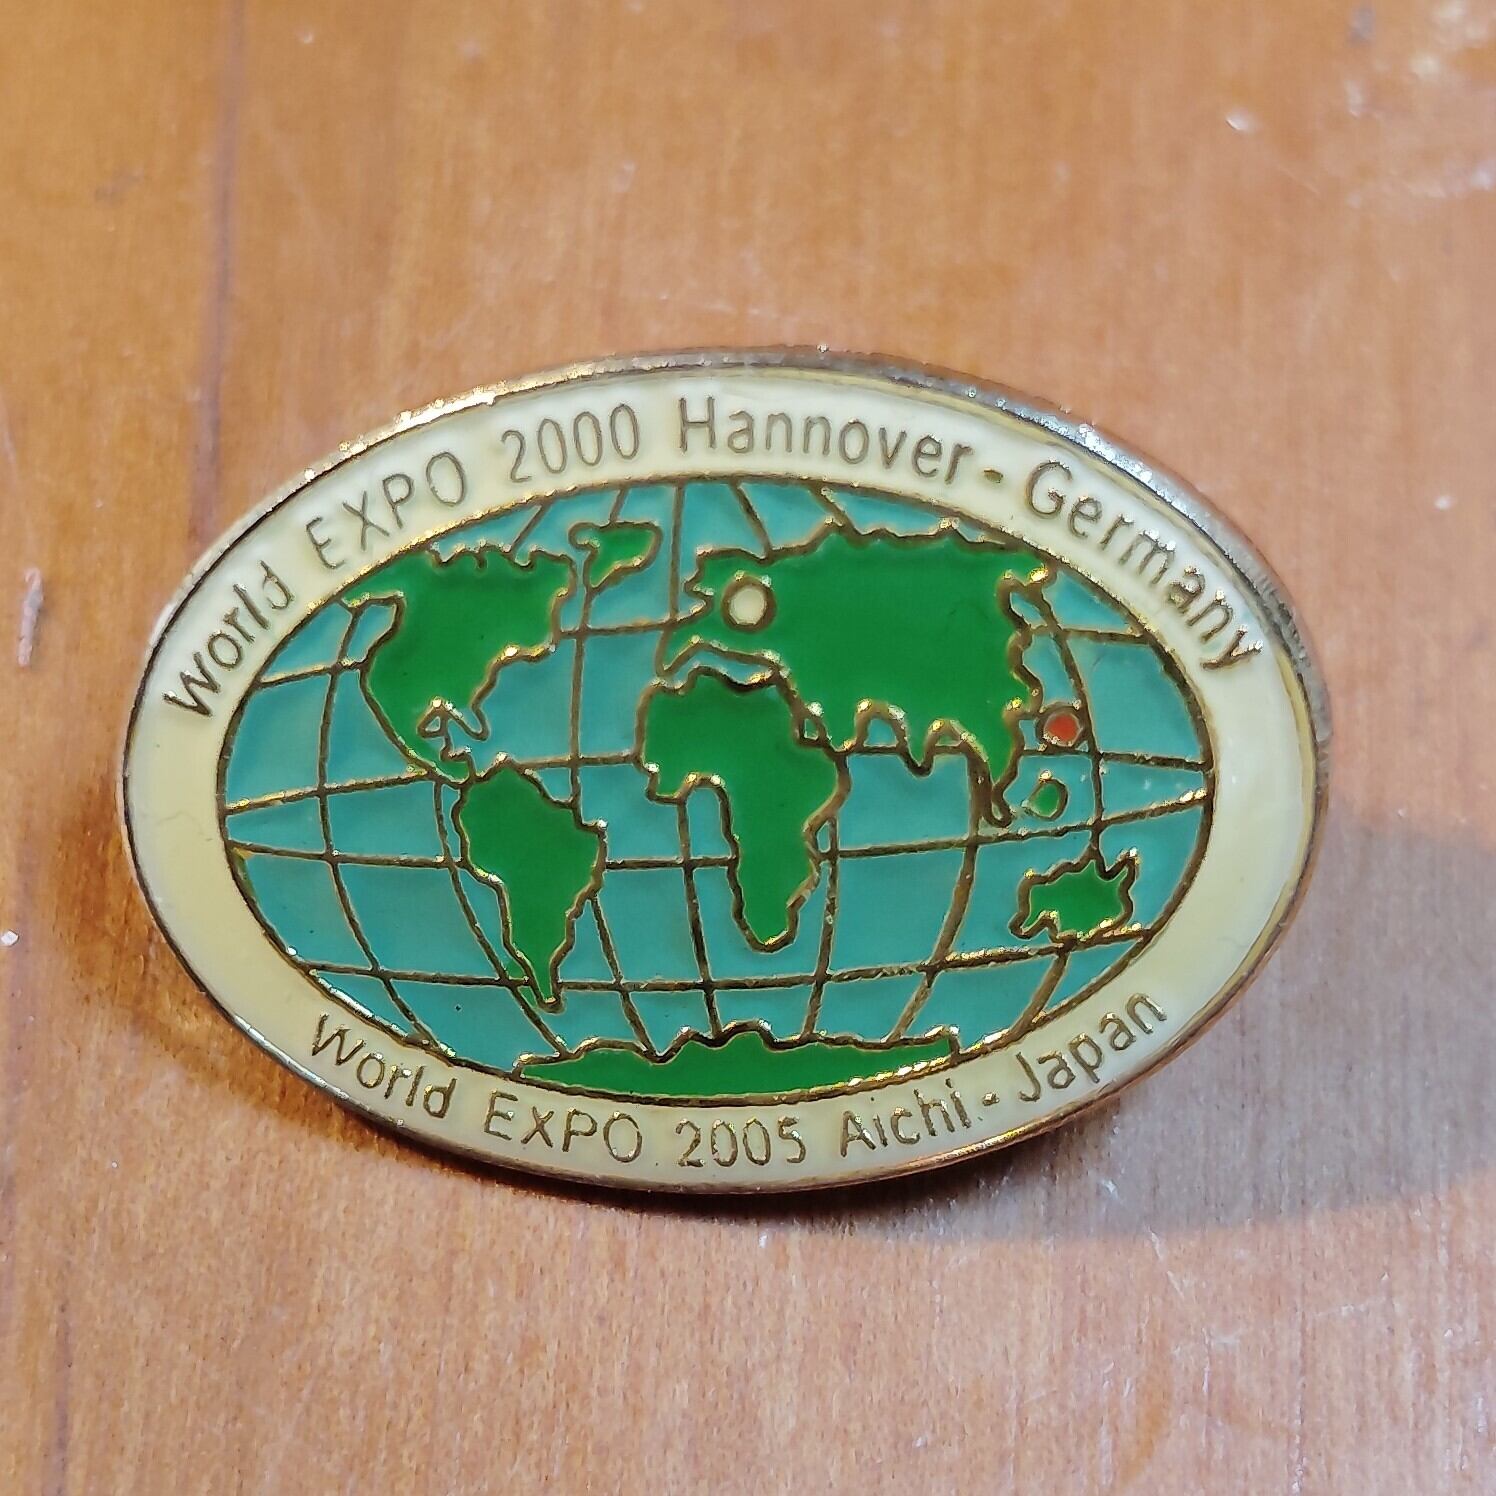 World EXPO 2000 Hannover - Germany
World EXPO 2005 Aichi - Japan